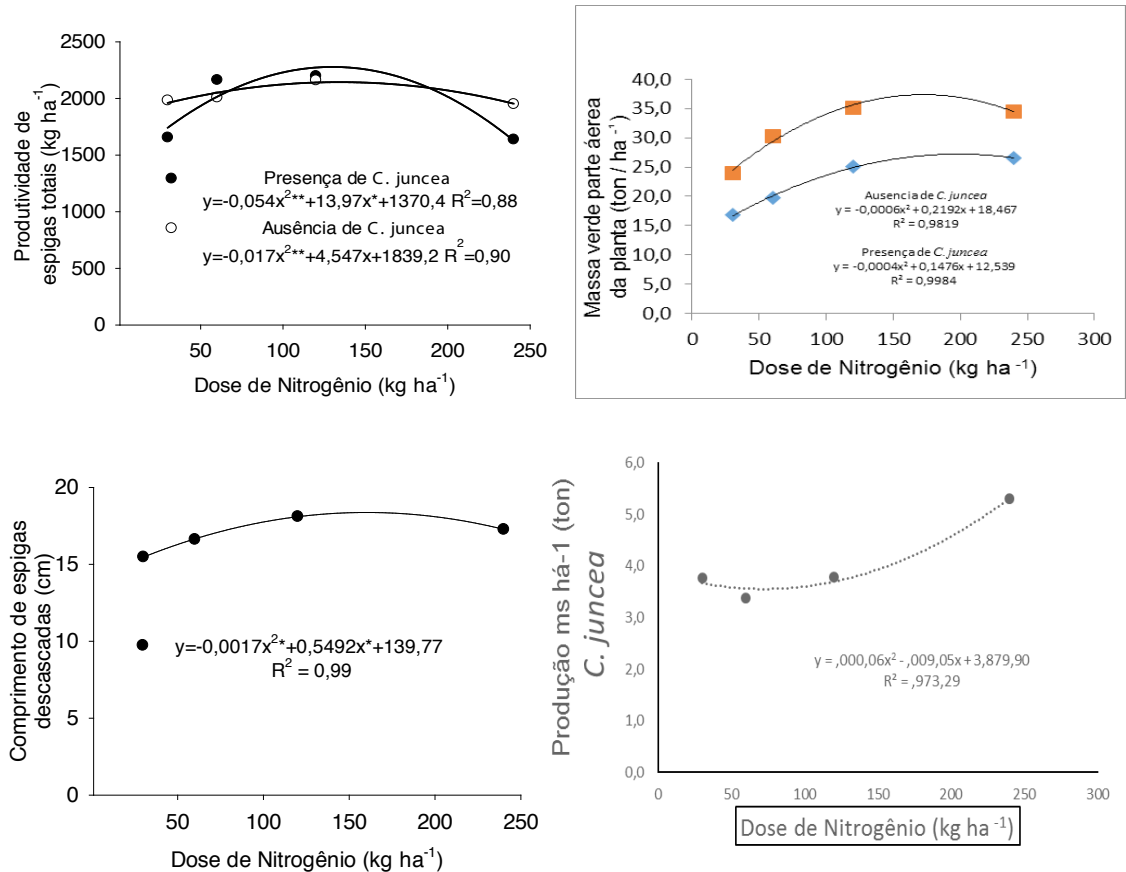 Produtividade de
espigas totais (kg ha-1)
2500
2000
1500
1000
500
0
50
100
150
200
250
Dose de Nitrogênio (kg ha-1)
Presença de C. juncea
y=-0,054x2**+13,97x*+1370,4 R2=0,88
Ausência de C. juncea
y=-0,017x2**+4,547x+1839,2 R2=0,90
Massa verde parte áerea
da planta (ton / ha-1)
40,0
35,0
30,0
25,0
20,0
15,0
10,0
5,0
0,0
0
50
100
150
200
250
300
Dose de Nitrogênio (kg ha -1)
Ausencia de C. juncea
y = -0,0006x² + 0,2192x + 18,467
R² = 0,9819
Presença de C. juncea
y = -0,0004x² + 0,1476x + 12,539
R² = 0,9984
Comprimento de espigas
descascadas (cm)
20
15
10
5
0
50
100
150
200
250
Dose de Nitrogênio (kg ha-1)
y=-0,0017x2*+0,5492x*+139,77
R2 = 0,99
Produção ms há-1 (ton)
C. juncea
6,0
5,0
4,0
3,0
2,0
1,0
0,0
0
50
100
150
200
250
300
Dose de Nitrogênio (kg ha -1)
y = ,000,06x² - ,009,05x + 3,879,90
R² = ,973,29